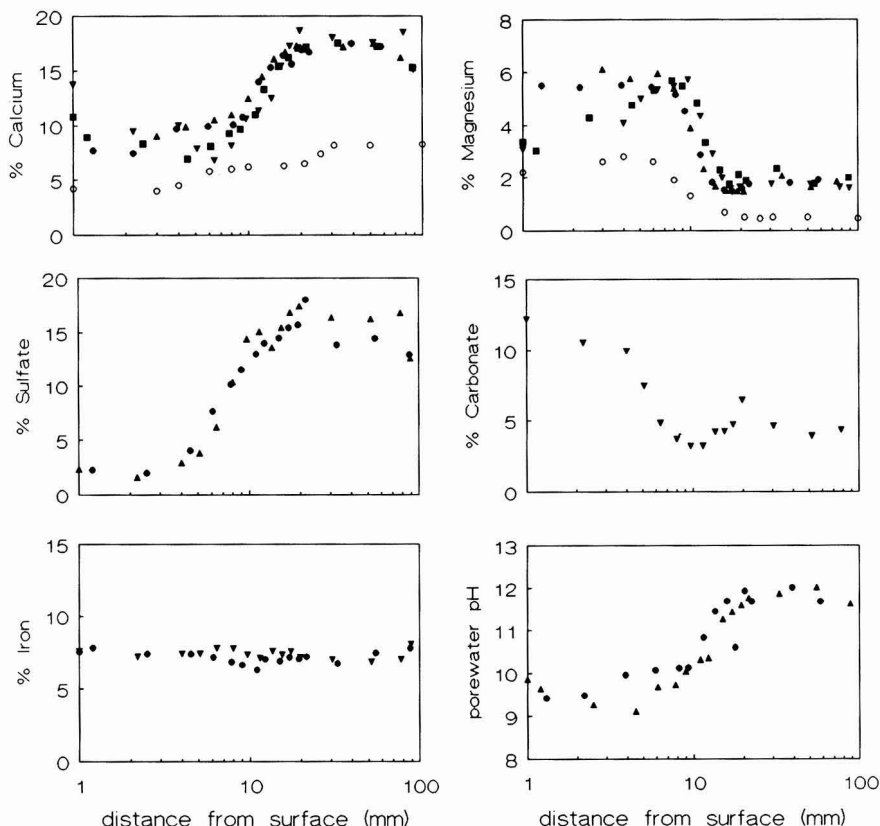 20
15
10
5
0
% Calcium
8
6
4
2
0
% Magnesium
20
15
10
5
0
% Sulfate
15
10
5
0
% Carbonate
15
10
5
0
% Iron
1 10 100
distance from surface (mm)
13
12
11
10
9
8
porewater pH
1 10 100
distance from surface (mm)